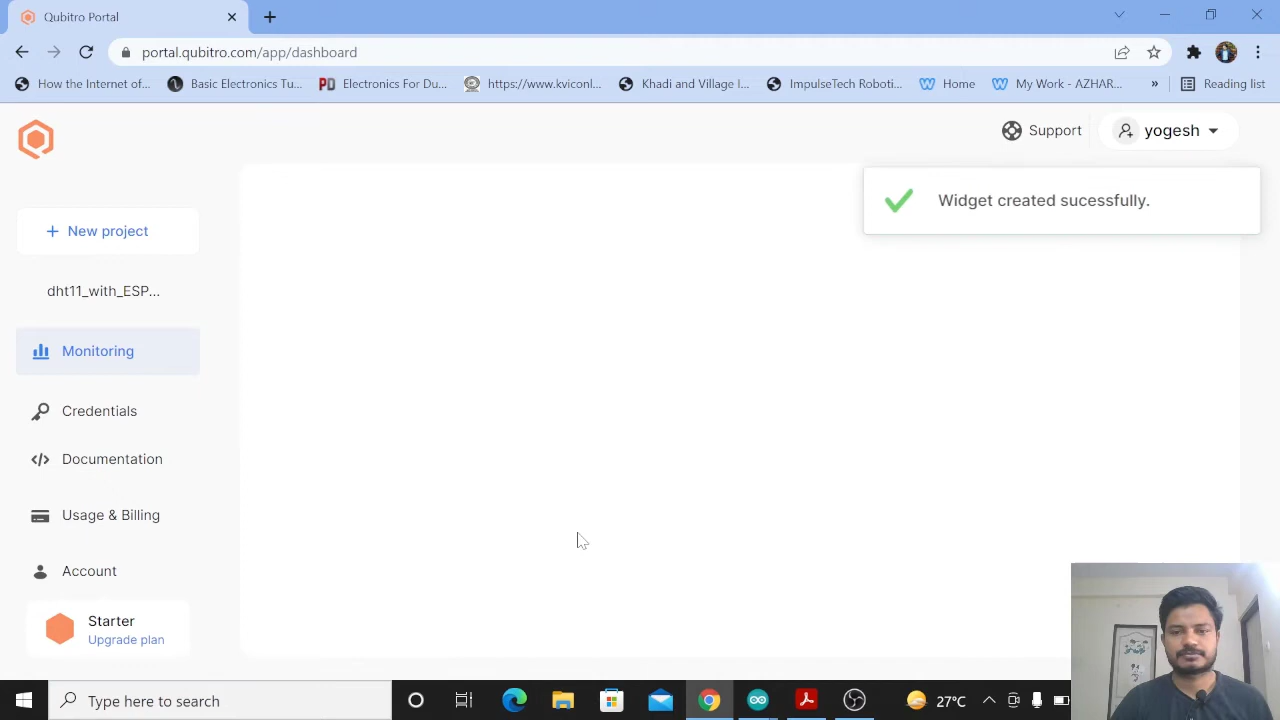 Qubitro Portal
portal.qubitro.com/app/dashboard
How the Internet of...
Basic Electronics Tu...
PD
Electronics For Du...
https://www.kviconl...
Khadi and Village I...
ImpulseTech Roboti...
Home
My Work - AZHAR...
»
Reading list
Support
yogesh
Widget created sucessfully.
+ New project
dht11_with_ESP...
Monitoring
Credentials
Documentation
Usage & Billing
Account
Starter
Upgrade plan
Type here to search
27°C